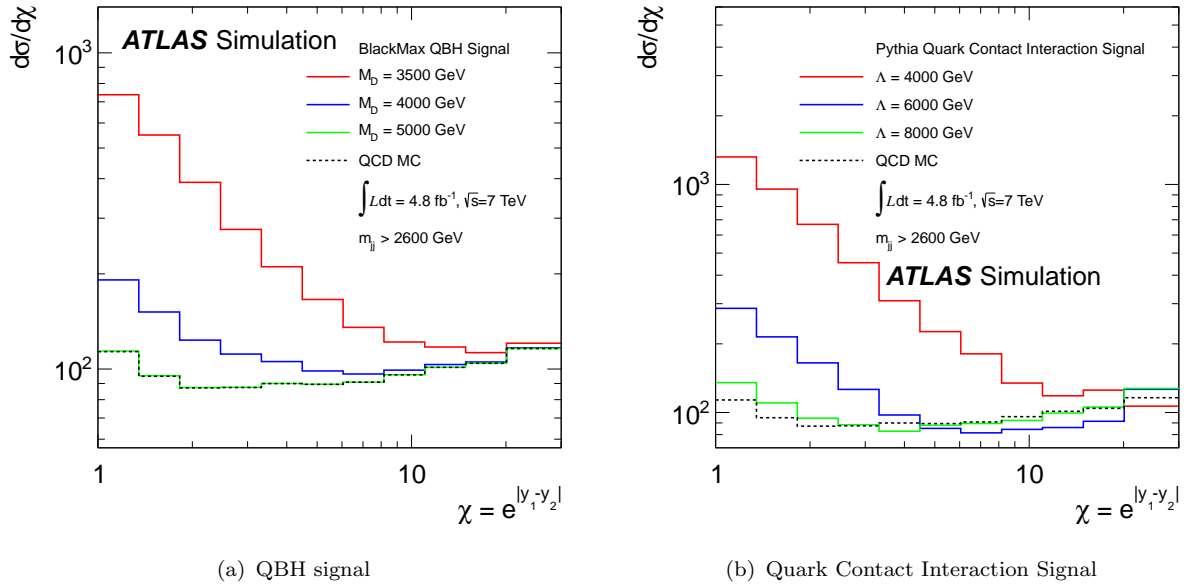 dσ/dχ
10³
10²
ATLAS Simulation
BlackMax QBH Signal
M_D = 3500 GeV
M_D = 4000 GeV
M_D = 5000 GeV
QCD MC
∫Ldt = 4.8 fb⁻¹, √s=7 TeV
m_jj > 2600 GeV
1
10
χ = e^|y₁-y₂|
(a) QBH signal
dσ/dχ
10³
10²
Pythia Quark Contact Interaction Signal
Λ = 4000 GeV
Λ = 6000 GeV
Λ = 8000 GeV
QCD MC
∫Ldt = 4.8 fb⁻¹, √s=7 TeV
m_jj > 2600 GeV
ATLAS Simulation
1
10
χ = e^|y₁-y₂|
(b) Quark Contact Interaction Signal